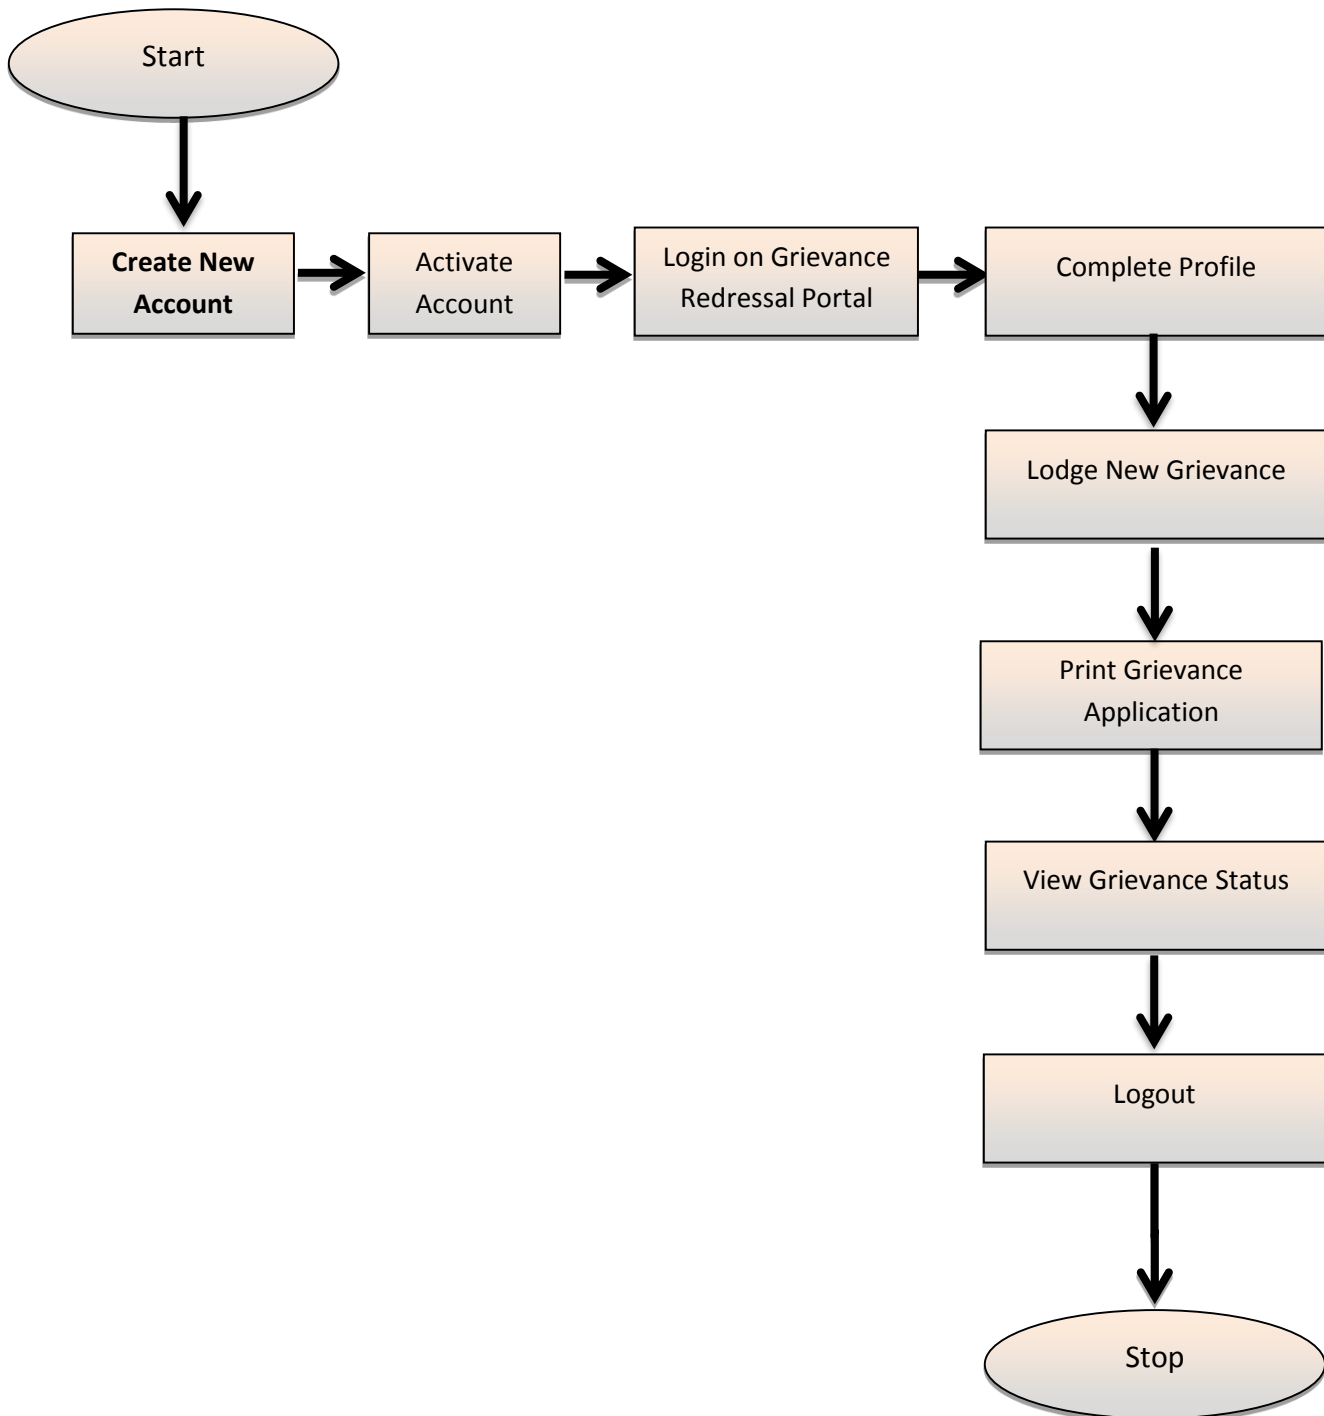 Start
Create New
Account
Activate
Account
Login on Grievance
Redressal Portal
Complete Profile
Lodge New Grievance
Print Grievance
Application
View Grievance Status
Logout
Stop